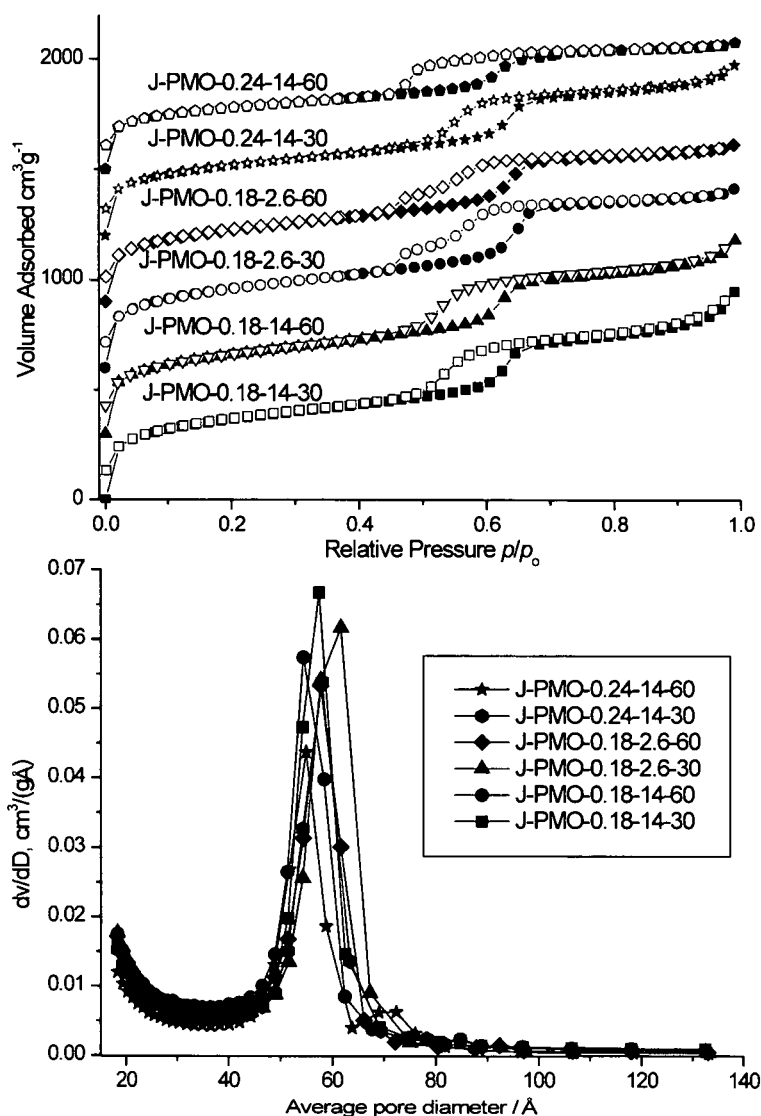 2000
1000
0
Volume Adsorbed cm³g⁻¹
J-PMO-0.24-14-60
J-PMO-0.24-14-30
J-PMO-0.18-2.6-60
J-PMO-0.18-2.6-30
J-PMO-0.18-14-60
J-PMO-0.18-14-30
0.0 0.2 0.4 0.6 0.8 1.0
Relative Pressure p/pₒ
0.07
0.06
0.05
0.04
0.03
0.02
0.01
0.00
dv/dD, cm³/(gÅ)
J-PMO-0.24-14-60
J-PMO-0.24-14-30
J-PMO-0.18-2.6-60
J-PMO-0.18-2.6-30
J-PMO-0.18-14-60
J-PMO-0.18-14-30
20 40 60 80 100 120 140
Average pore diameter / Å